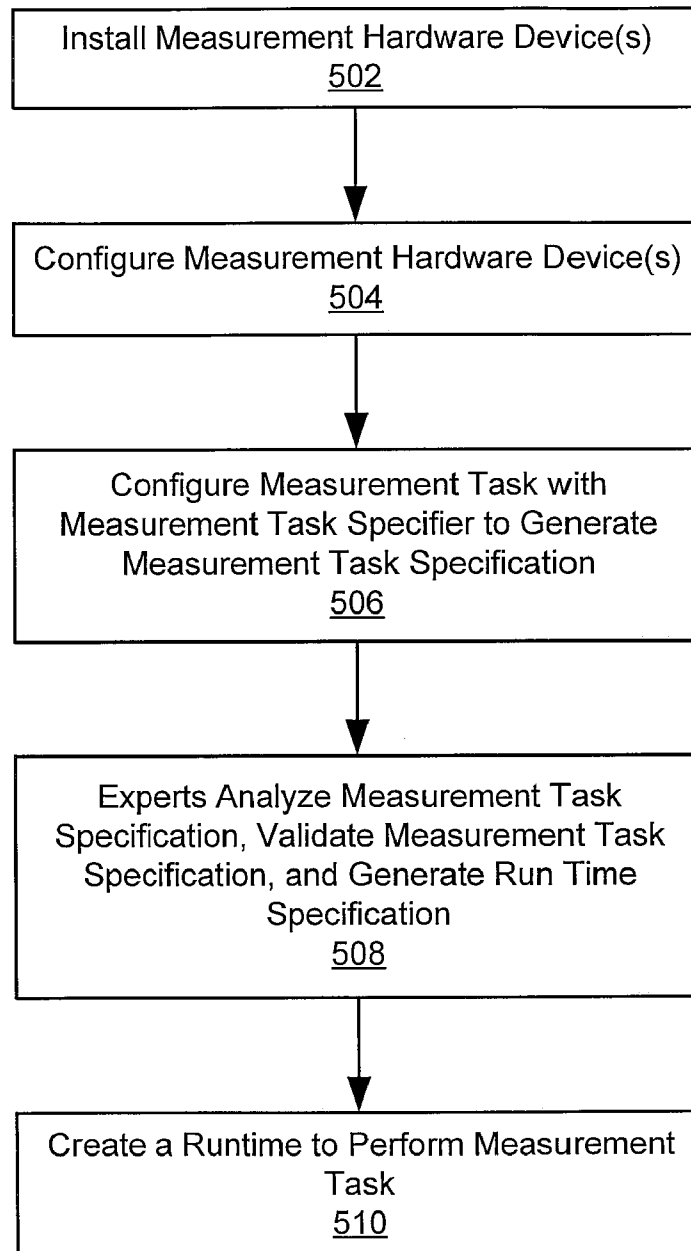 Install Measurement Hardware Device(s)
502
Configure Measurement Hardware Device(s)
504
Configure Measurement Task with
Measurement Task Specifier to Generate
Measurement Task Specification
506
Experts Analyze Measurement Task
Specification, Validate Measurement Task
Specification, and Generate Run Time
Specification
508
Create a Runtime to Perform Measurement
Task
510